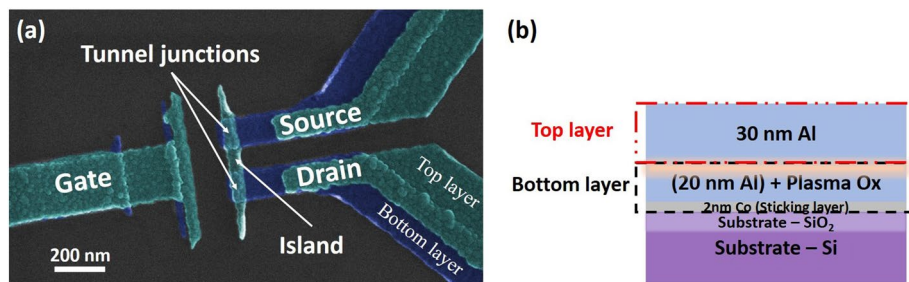 (a)
Tunnel junctions
Source
Gate
Drain
Top layer
Bottom layer
Island
200 nm
(b)
Top layer
30 nm Al
Bottom layer
(20 nm Al) + Plasma Ox
2nm Co (Sticking layer)
Substrate – SiO₂
Substrate – Si